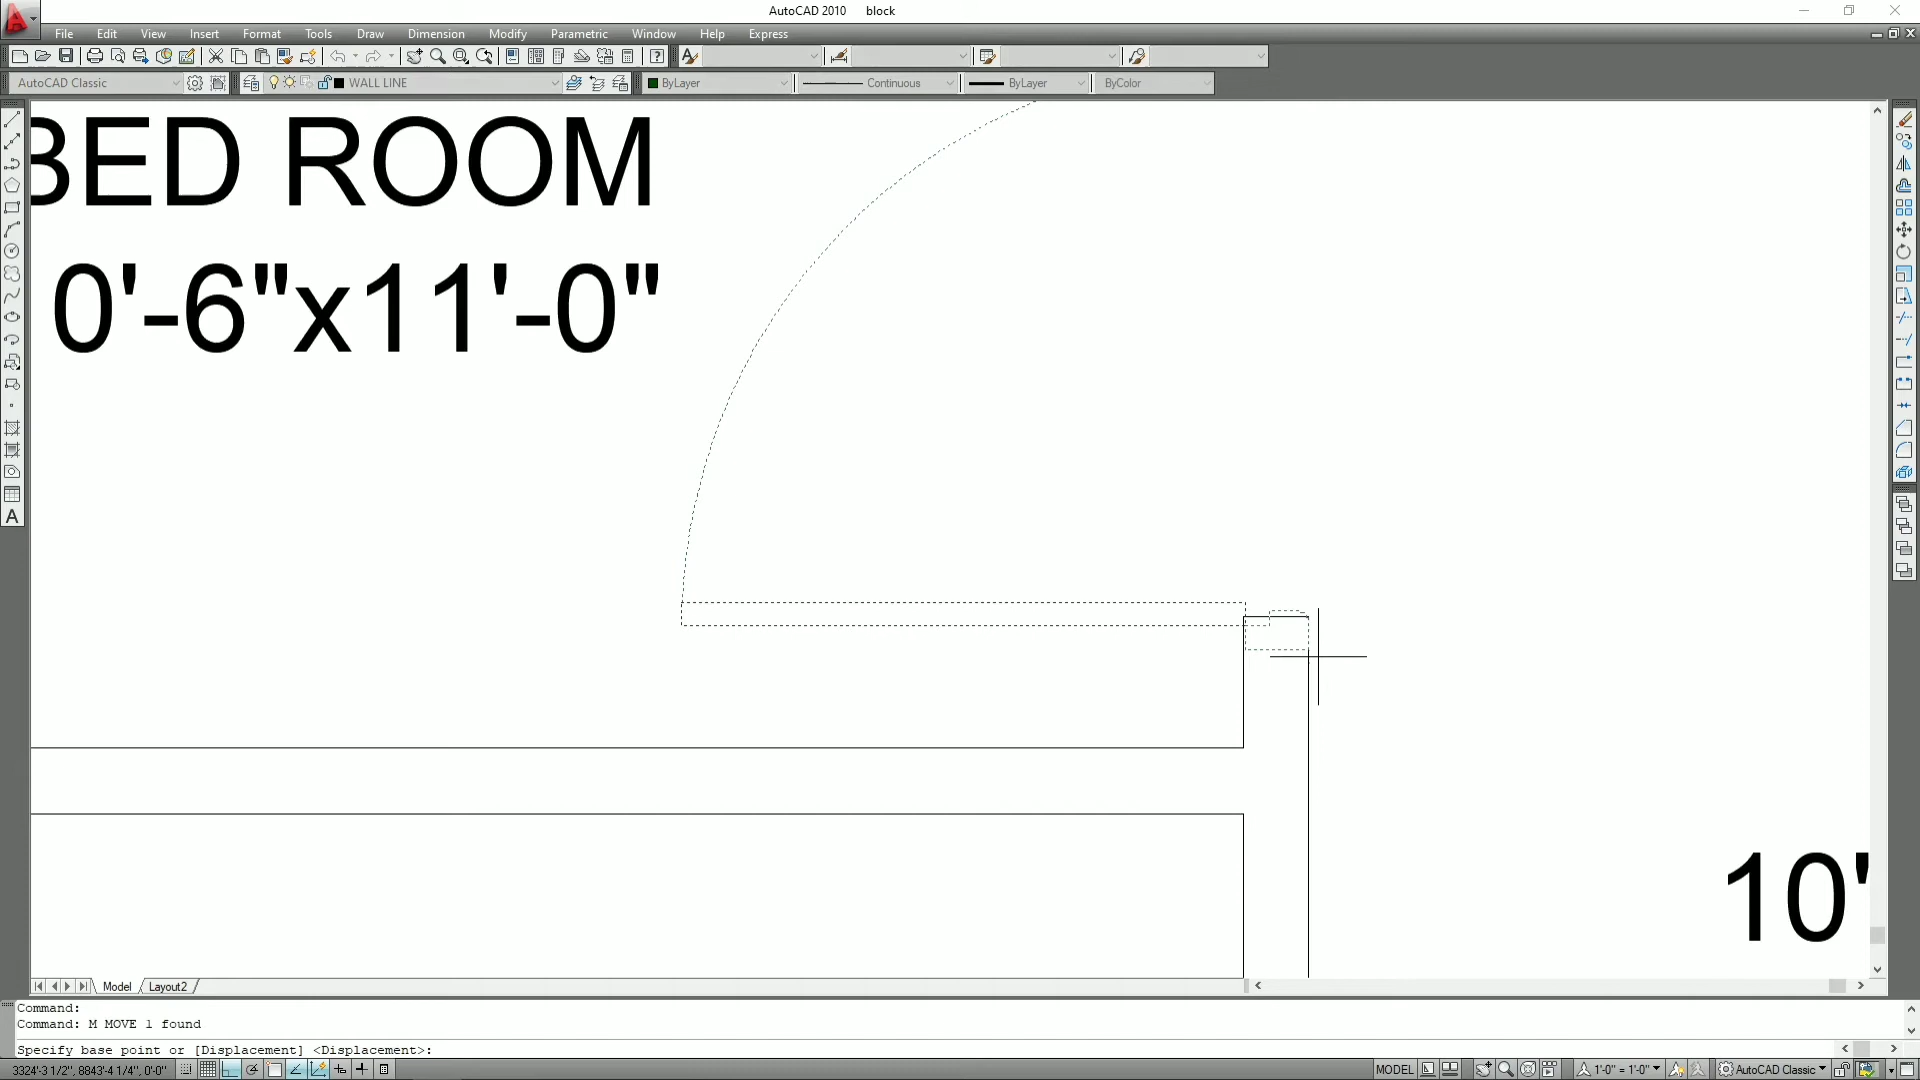 AutoCAD 2010 block
File Edit View Insert Format Tools Draw Dimension Modify Parametric Window Help Express
AutoCAD Classic WALL LINE ByLayer Continuous ByLayer ByColor
BED ROOM
0'-6"x11'-0"
10'
A
Model Layout2
Command:
Command: M MOVE 1 found
Specify base point or [Displacement] <Displacement>:
3324'-3 1/2", 8843'-4 1/4", 0'-0" MODEL 1'-0" = 1'-0" AutoCAD Classic